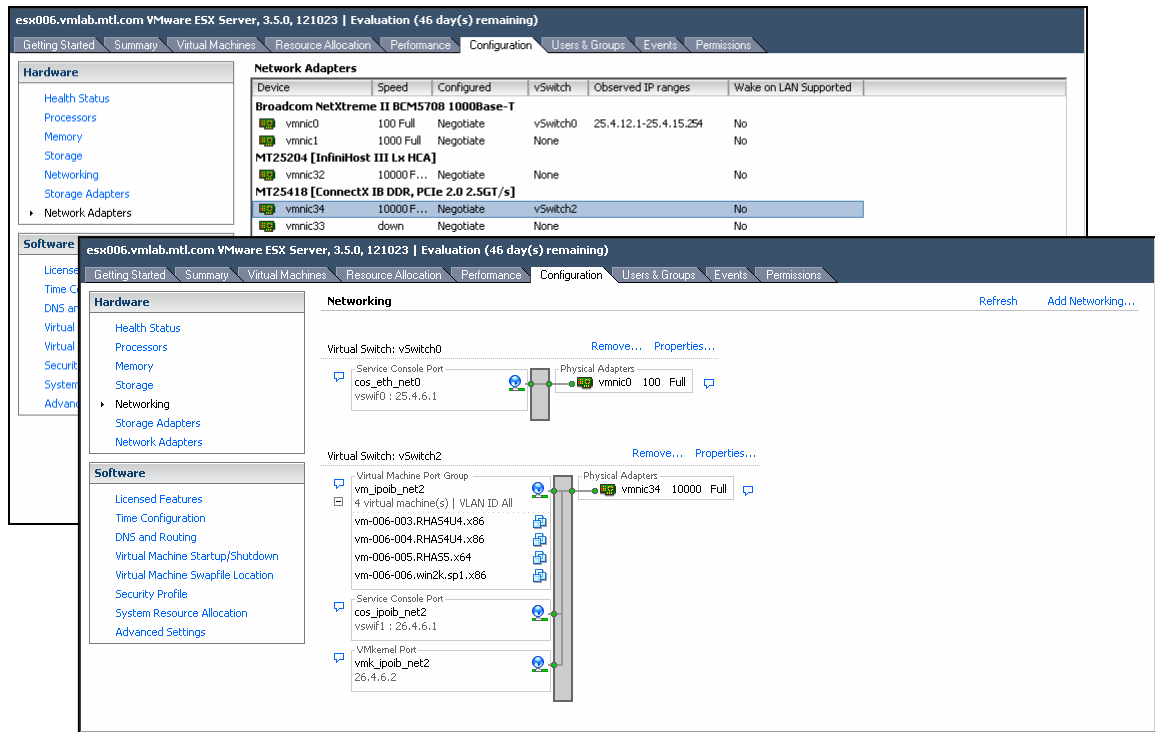 esx006.vmlab.mtl.com VMware ESX Server, 3.5.0, 121023 | Evaluation (46 day(s) remaining)
Getting Started Summary Virtual Machines Resource Allocation Performance Configuration Users & Groups Events Permissions
Hardware
Health Status
Processors
Memory
Storage
Networking
Storage Adapters
Network Adapters
Software
License
Time C
DNS an
Virtual
Virtual
Securit
System
Advanc
Network Adapters
Device Speed Configured vSwitch Observed IP ranges Wake on LAN Supported
Broadcom NetXtreme II BCM5708 1000Base-T
vmnic0 100 Full Negotiate vSwitch0 25.4.12.1-25.4.15.254 No
vmnic1 1000 Full Negotiate None No
MT25204 [InfiniHost III Lx HCA]
vmnic32 10000 F... Negotiate None No
MT25418 [ConnectX IB DDR, PCIe 2.0 2.5GT/s]
vmnic34 10000 F... Negotiate vSwitch2 No
vmnic33 down Negotiate None No
esx006.vmlab.mtl.com VMware ESX Server, 3.5.0, 121023 | Evaluation (46 day(s) remaining)
Getting Started Summary Virtual Machines Resource Allocation Performance Configuration Users & Groups Events Permissions
Hardware
Health Status
Processors
Memory
Storage
Networking
Storage Adapters
Network Adapters
Software
Licensed Features
Time Configuration
DNS and Routing
Virtual Machine Startup/Shutdown
Virtual Machine Swapfile Location
Security Profile
System Resource Allocation
Advanced Settings
Networking Refresh Add Networking...
Virtual Switch: vSwitch0 Remove... Properties...
Service Console Port Physical Adapters
cos_eth_net0 vmnic0 100 Full
vswif0 : 25.4.6.1
Virtual Switch: vSwitch2 Remove... Properties...
Virtual Machine Port Group Physical Adapters
vm_ipoib_net2 vmnic34 10000 Full
4 virtual machine(s) | VLAN ID All
vm-006-003.RHAS4U4.x86
vm-006-004.RHAS4U4.x86
vm-006-005.RHAS5.x64
vm-006-006.win2k.sp1.x86
Service Console Port
cos_ipoib_net2
vswif1 : 26.4.6.1
VMkernel Port
vmk_ipoib_net2
26.4.6.2